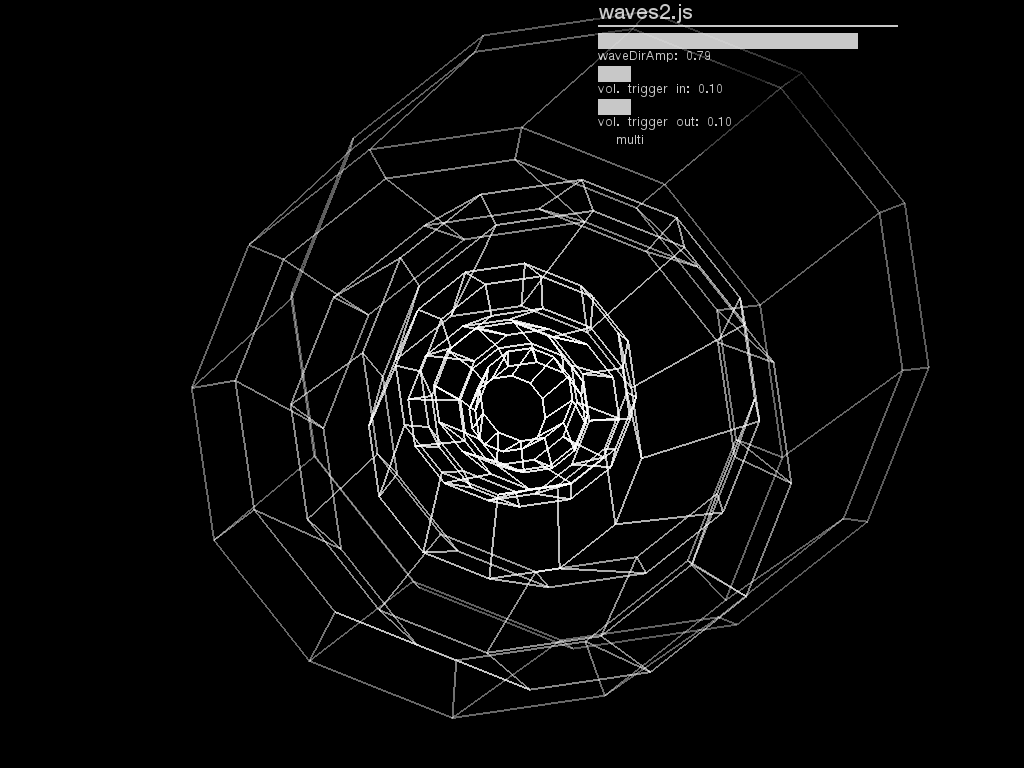 waves2.js
waveDirAmp: 0.79
vol. trigger in: 0.10
vol. trigger out: 0.10
multi